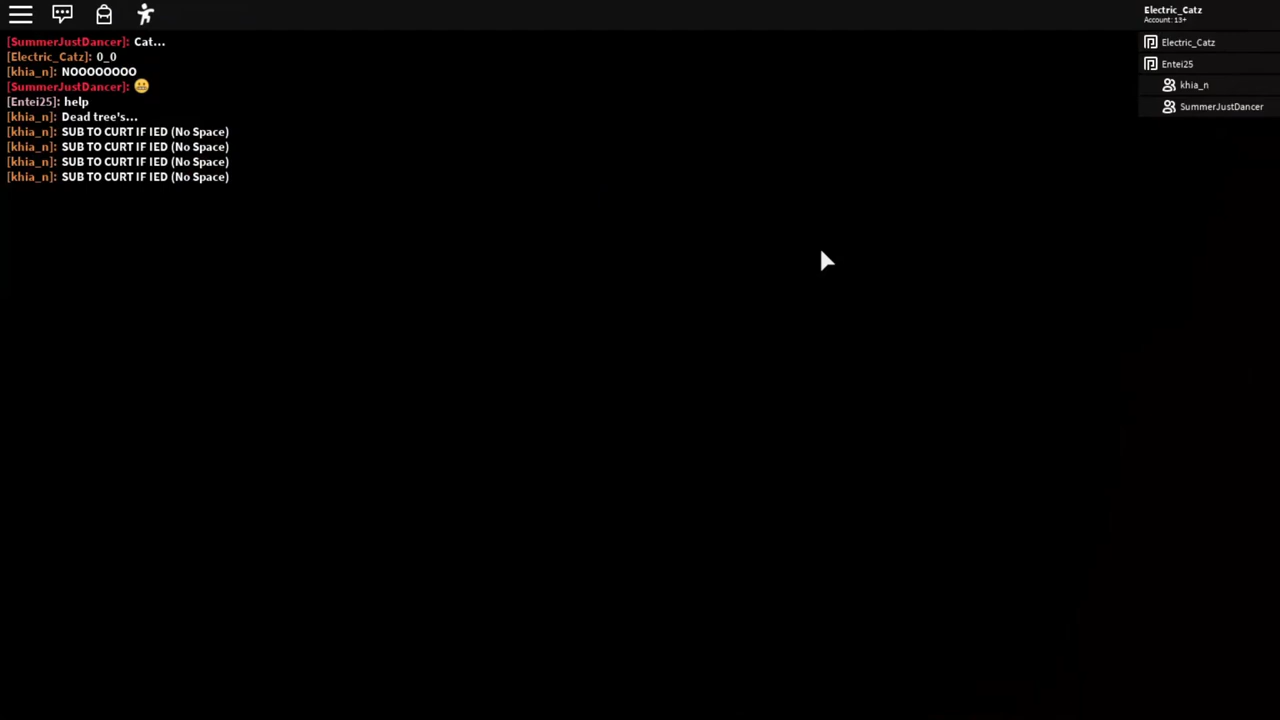 Electric_Catz
Account: 13+
[SummerJustDancer]: Cat...
[Electric_Catz]: 0_0
[khia_n]: NOOOOOOOO
[SummerJustDancer]: 😬
[Entei25]: help
[khia_n]: Dead tree's...
[khia_n]: SUB TO CURT IF IED (No Space)
[khia_n]: SUB TO CURT IF IED (No Space)
[khia_n]: SUB TO CURT IF IED (No Space)
[khia_n]: SUB TO CURT IF IED (No Space)
Electric_Catz
Entei25
khia_n
SummerJustDancer